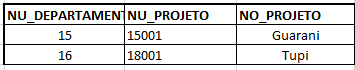 NU_DEPARTAMENT NU_PROJETO NO_PROJETO
15 15001 Guarani
16 18001 Tupi